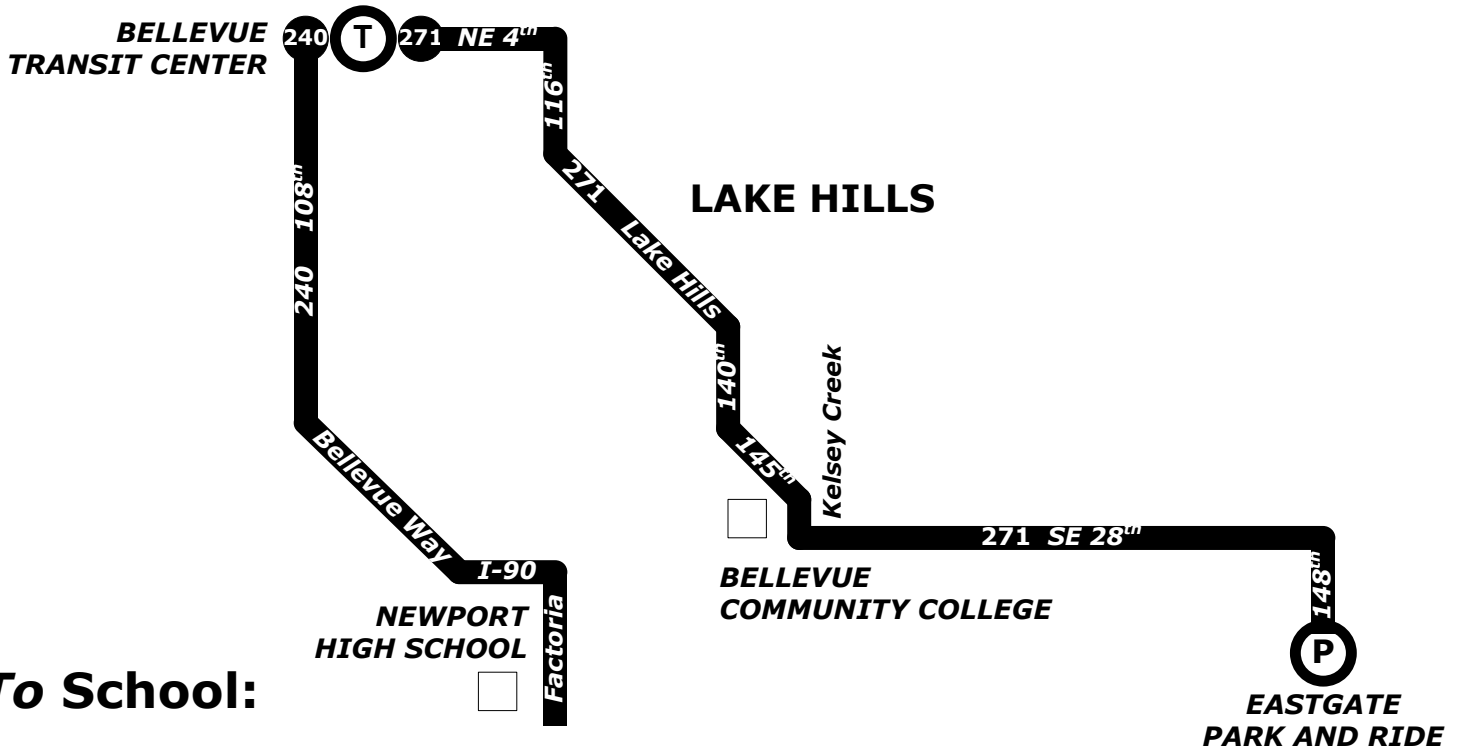 BELLEVUE
TRANSIT CENTER
240
T
271
NE 4th
116th
108th
240
271
Lake Hills
LAKE HILLS
140th
145th
Kelsey Creek
Bellevue Way
I-90
Factoria
271 SE 28th
148th
BELLEVUE
COMMUNITY COLLEGE
NEWPORT
HIGH SCHOOL
P
EASTGATE
PARK AND RIDE
To School: